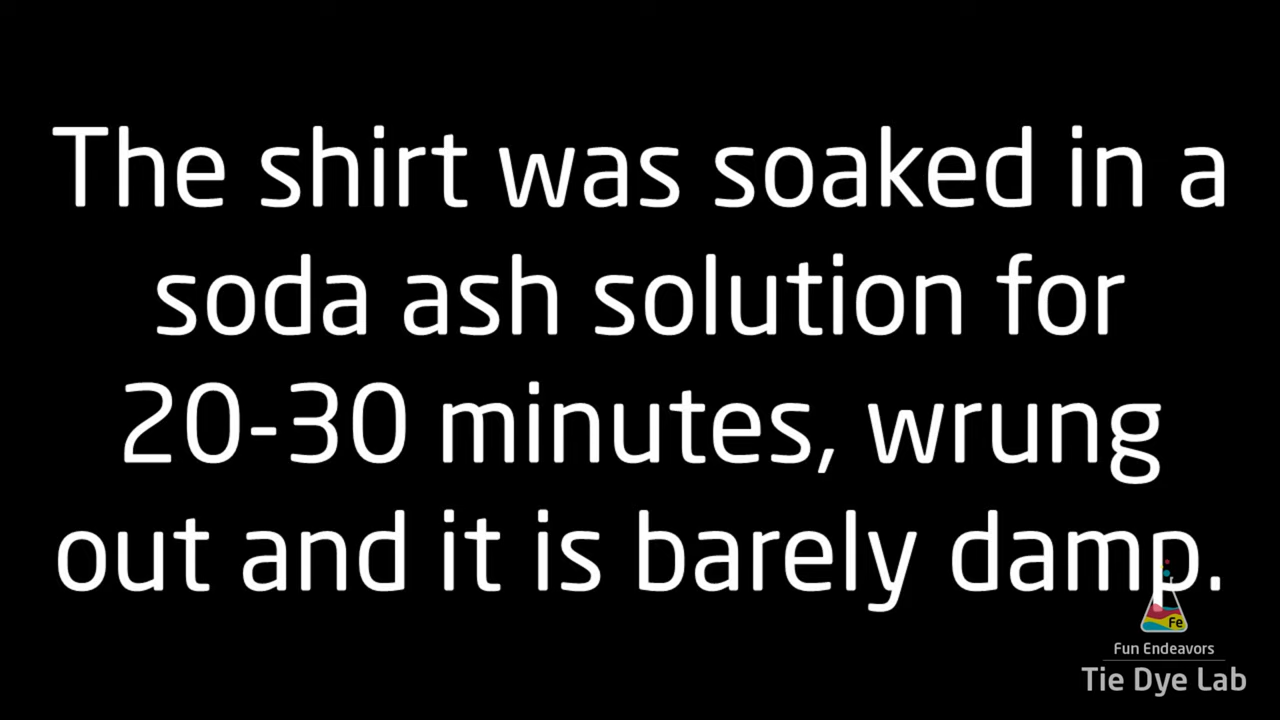 The shirt was soaked in a
soda ash solution for
20-30 minutes, wrung
out and it is barely damp.
Fe
Fun Endeavors
Tie Dye Lab